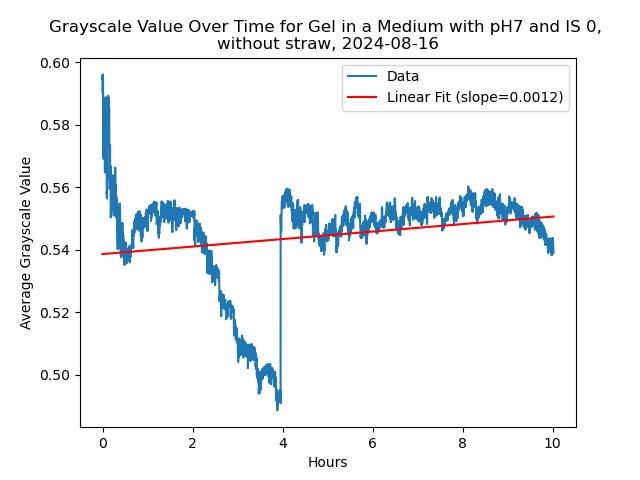 Grayscale Value Over Time for Gel in a Medium with pH7 and IS 0,
without straw, 2024-08-16
Data
Linear Fit (slope=0.0012)
Average Grayscale Value
0.60
0.58
0.56
0.54
0.52
0.50
0
2
4
6
8
10
Hours